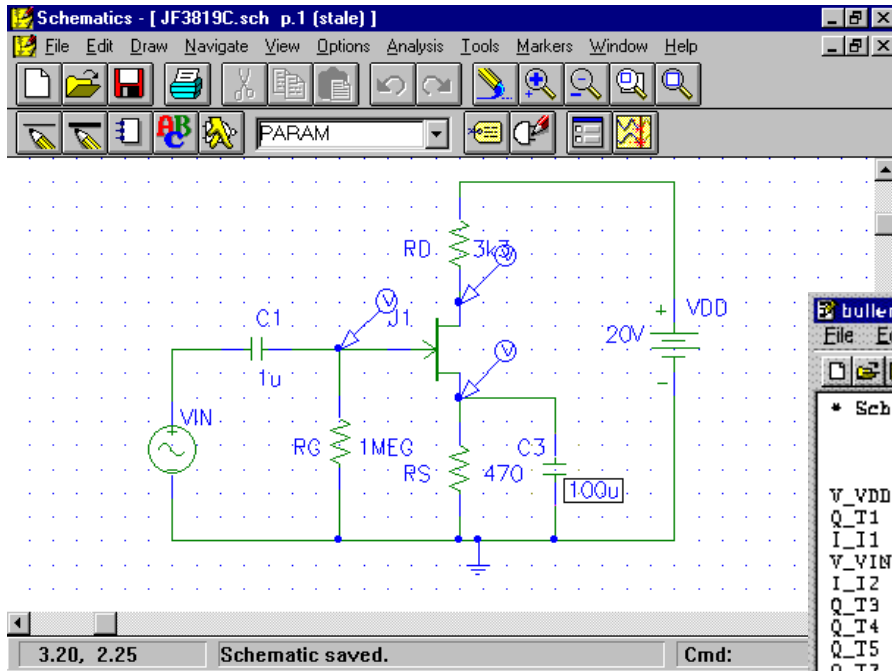 Schematics - [ JF3819C.sch p.1 (stale) ]
File Edit Draw Navigate View Options Analysis Tools Markers Window Help
ABC
PARAM
RD
3k3
V
C1
V
J1
+
VDD
20V
1u
V
-
VIN
+
RG
1MEG
C3
RS
470
100u
3.20, 2.25
Schematic saved.
Cmd:
File
* Sch
V_VDD
Q_T1
I_I1
V_VIN
I_I2
Q_T3
Q_T4
Q_T5